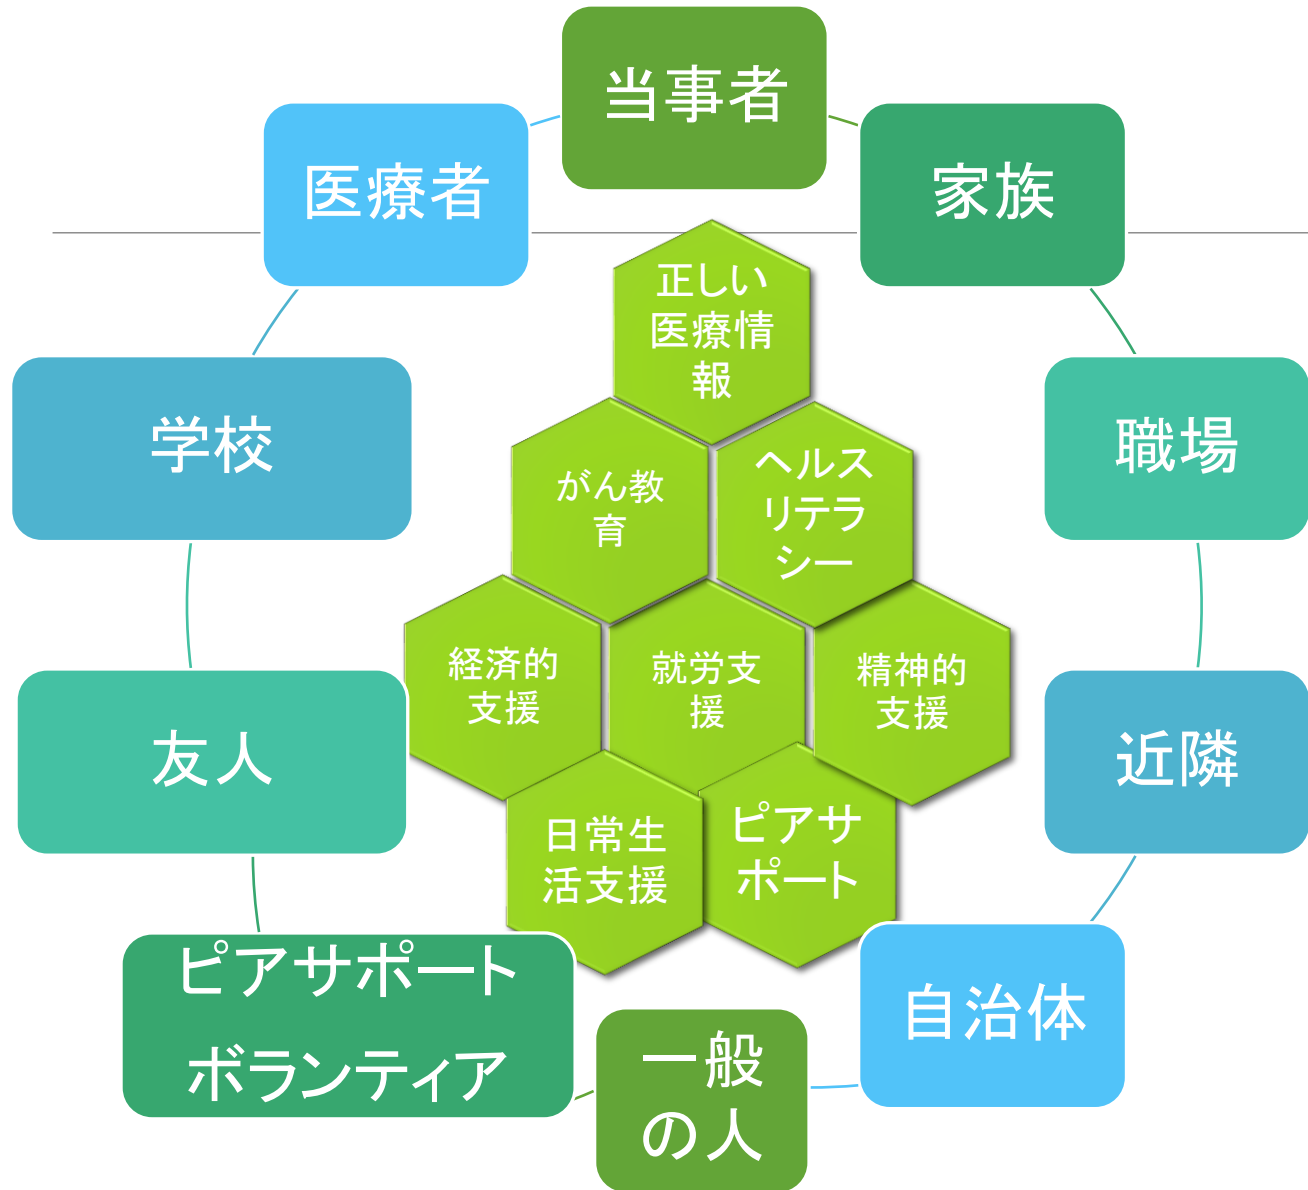 当事者
医療者
家族
正しい
医療情
報
学校
がん教
育
ヘルス
リテラ
シー
職場
経済的
支援
就労支
援
精神的
支援
友人
日常生
活支援
ピアサ
ポート
近隣
ピアサポート
ボランティア
一般
の人
自治体